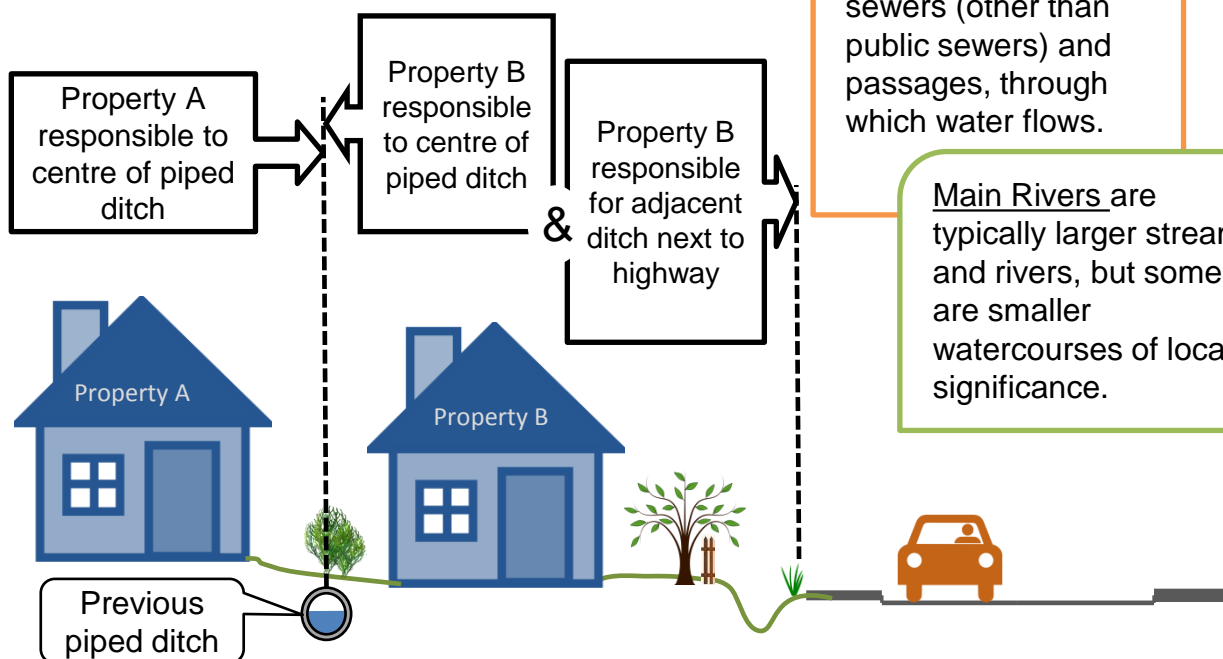 sewers (other than
public sewers) and
passages, through
which water flows.
Property A
responsible to
centre of piped
ditch
Property B
responsible
to centre of
piped ditch
&
Property B
responsible
for adjacent
ditch next to
highway
Main Rivers are
typically larger
and rivers, but some
are smaller
watercourses of
significance.
Property A
Property B
Previous
piped ditch